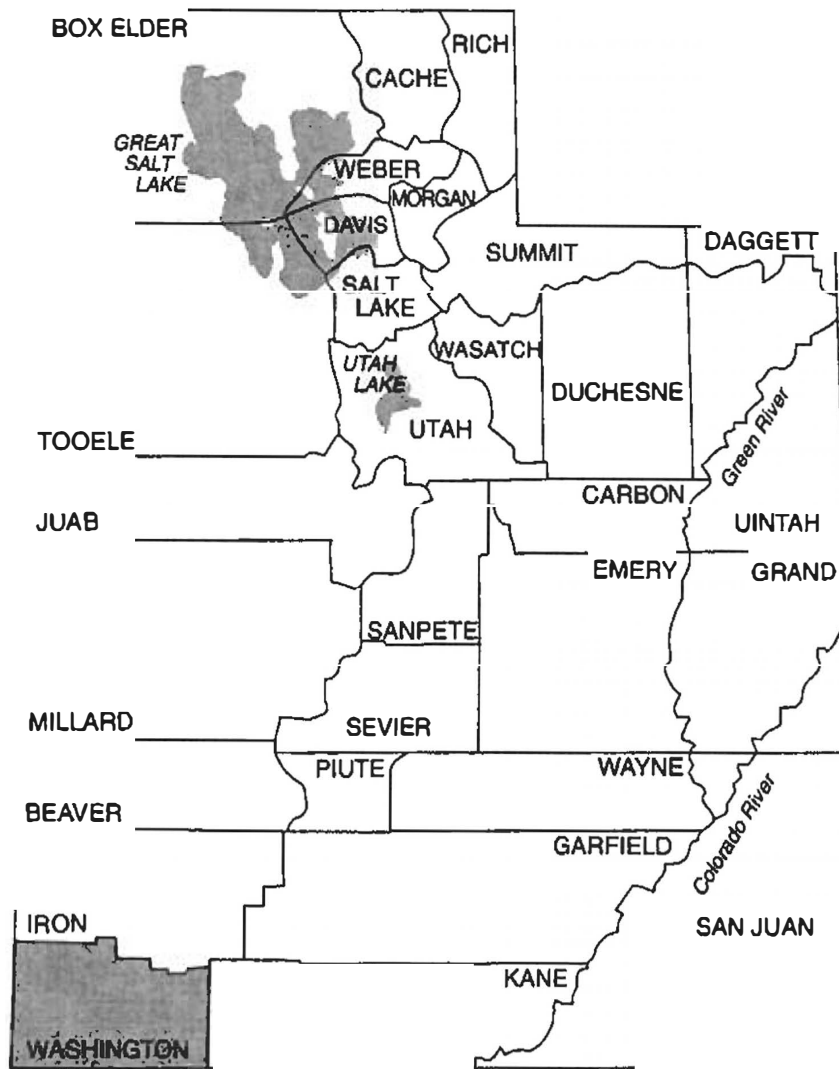 BOX ELDER
RICH
CACHE
GREAT
SALT
LAKE
WEBER
MORGAN
DAVIS
SUMMIT
DAGGETT
SALT
LAKE
WASATCH
UTAH
LAKE
DUCHESNE
UTAH
Green River
TOOELE
CARBON
JUAB
UINTAH
EMERY
GRAND
SANPETE
MILLARD
SEVIER
PIUTE
WAYNE
BEAVER
GARFIELD
Colorado River
IRON
SAN JUAN
KANE
WASHINGTON